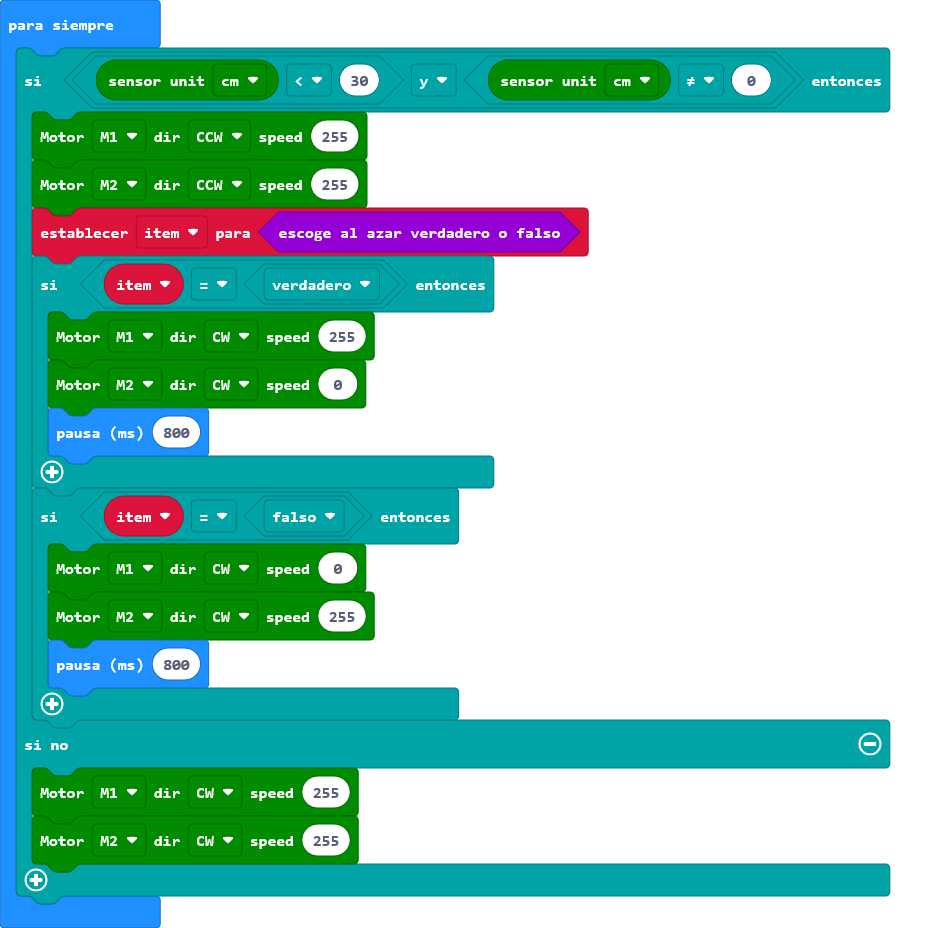 para siempre
si sensor unit cm < 30 y sensor unit cm ≠ 0 entonces
Motor M1 dir CCW speed 255
Motor M2 dir CCW speed 255
establecer item para escoge al azar verdadero o falso
si item = verdadero entonces
Motor M1 dir CW speed 255
Motor M2 dir CW speed 0
pausa (ms) 800
si item = falso entonces
Motor M1 dir CW speed 0
Motor M2 dir CW speed 255
pausa (ms) 800
si no
Motor M1 dir CW speed 255
Motor M2 dir CW speed 255